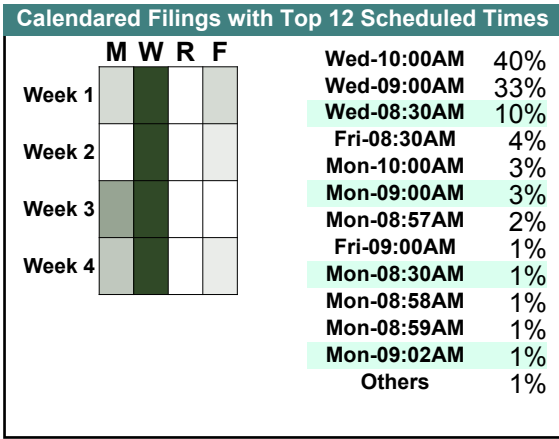 Calendared Filings with Top 12 Scheduled Times
M W R F
Week 1
Week 2
Week 3
Week 4
Wed-10:00AM 40%
Wed-09:00AM 33%
Wed-08:30AM 10%
Fri-08:30AM 4%
Mon-10:00AM 3%
Mon-09:00AM 3%
Mon-08:57AM 2%
Fri-09:00AM 1%
Mon-08:30AM 1%
Mon-08:58AM 1%
Mon-08:59AM 1%
Mon-09:02AM 1%
Others 1%